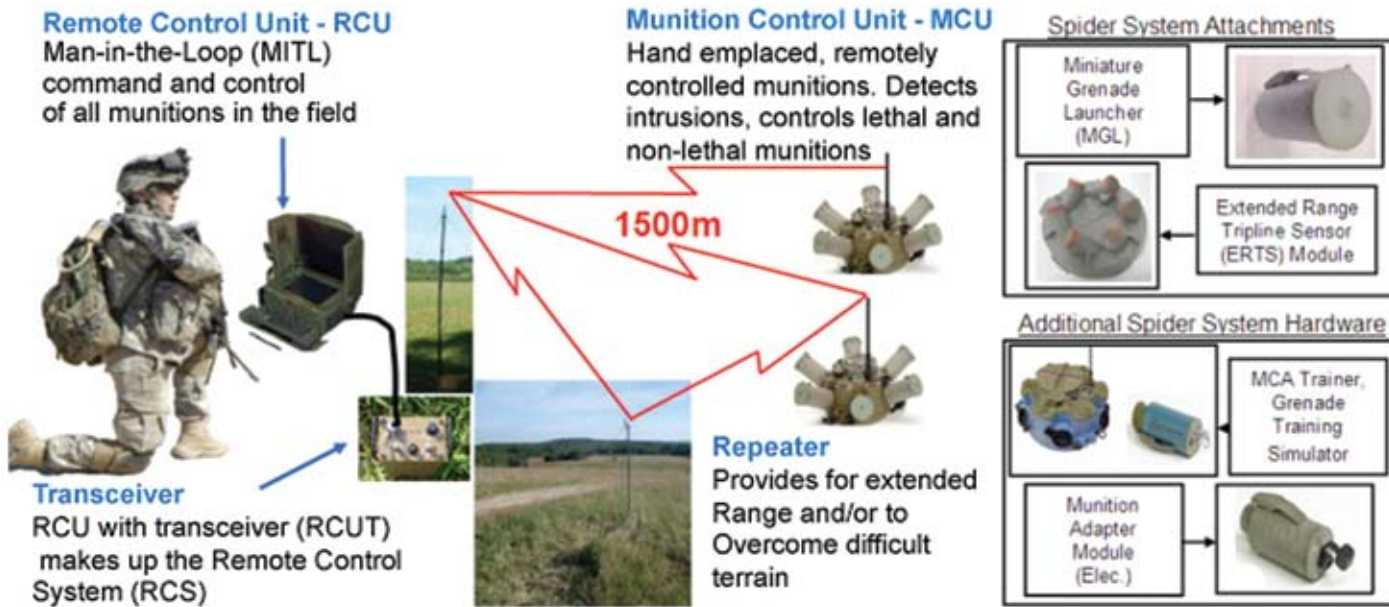 Remote Control Unit - RCU
Man-in-the-Loop (MITL)
command and control
of all munitions in the field
Munition Control Unit - MCU
Hand emplaced, remotely
controlled munitions. Detects
intrusions, controls lethal and
non-lethal munitions
1500m
Transceiver
RCU with transceiver (RCUT)
makes up the Remote Control
System (RCS)
Repeater
Provides for extended
Range and/or to
Overcome difficult
terrain
Spider System Attachments
Miniature
Grenade
Launcher
(MGL)
Extended Range
Tripline Sensor
(ERTS) Module
Additional Spider System Hardware
MCA Trainer,
Grenade
Training
Simulator
Munition
Adapter
Module
(Elec.)